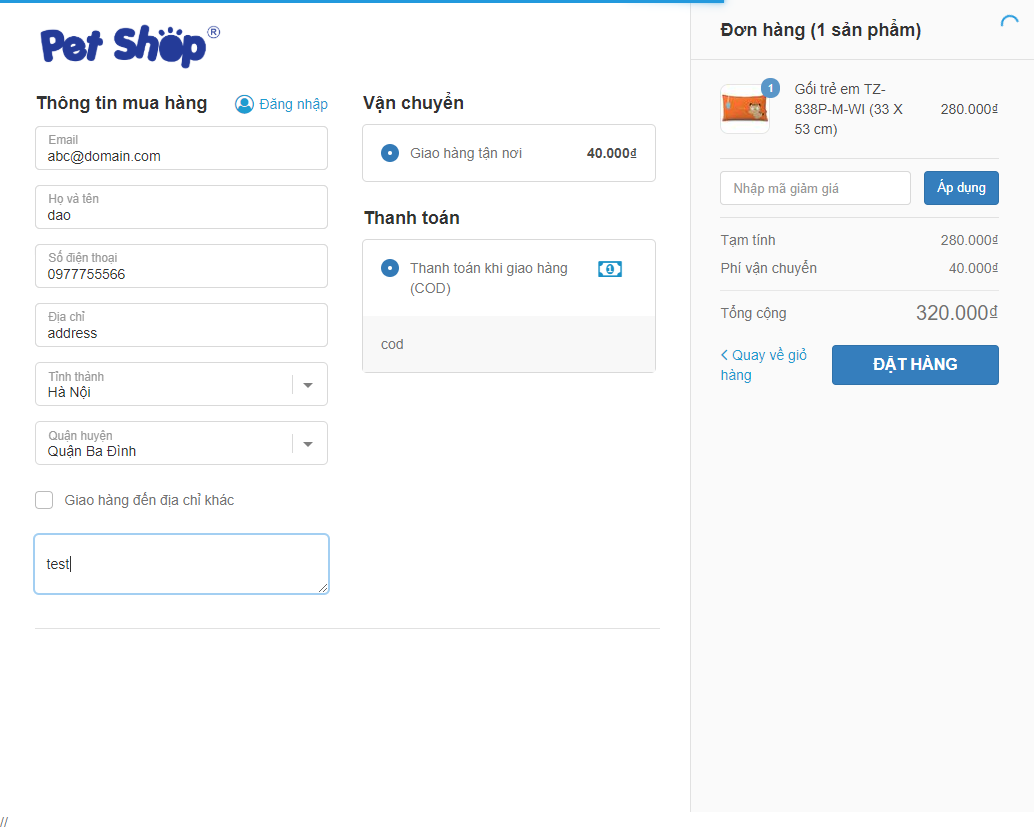 Pet Shop®
Thông tin mua hàng
Đăng nhập
Email
abc@domain.com
Họ và tên
dao
Số điện thoại
0977755566
Địa chỉ
address
Tỉnh thành
Hà Nội
Quận huyện
Quận Ba Đình
Giao hàng đến địa chỉ khác
test
Vận chuyển
Giao hàng tận nơi 40.000₫
Thanh toán
Thanh toán khi giao hàng
(COD)
cod
Đơn hàng (1 sản phẩm)
1
Gối trẻ em TZ-
838P-M-WI (33 X
53 cm)
280.000₫
Nhập mã giảm giá
Áp dụng
Tạm tính 280.000₫
Phí vận chuyển 40.000₫
Tổng cộng 320.000₫
Quay về giỏ
hàng
ĐẶT HÀNG
//